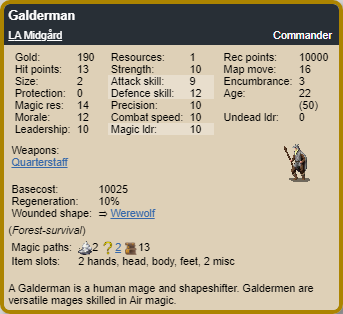 Galderman
LA Midgård Commander
Gold: 190 Resources: 1 Rec points: 10000
Hit points: 13 Strength: 10 Map move: 16
Size: 2 Attack skill: 9 Encumbrance: 3
Protection: 0 Defence skill: 12 Age: 22
Magic res: 14 Precision: 10 (50)
Morale: 12 Combat speed: 10 Undead ldr: 0
Leadership: 10 Magic ldr: 10
Weapons:
Quarterstaff
Basecost: 10025
Regeneration: 10%
Wounded shape: ⇒ Werewolf
(Forest-survival)
Magic paths: 2 ? 2 13
Item slots: 2 hands, head, body, feet, 2 misc
A Galderman is a human mage and shapeshifter. Galdermen are
versatile mages skilled in Air magic.